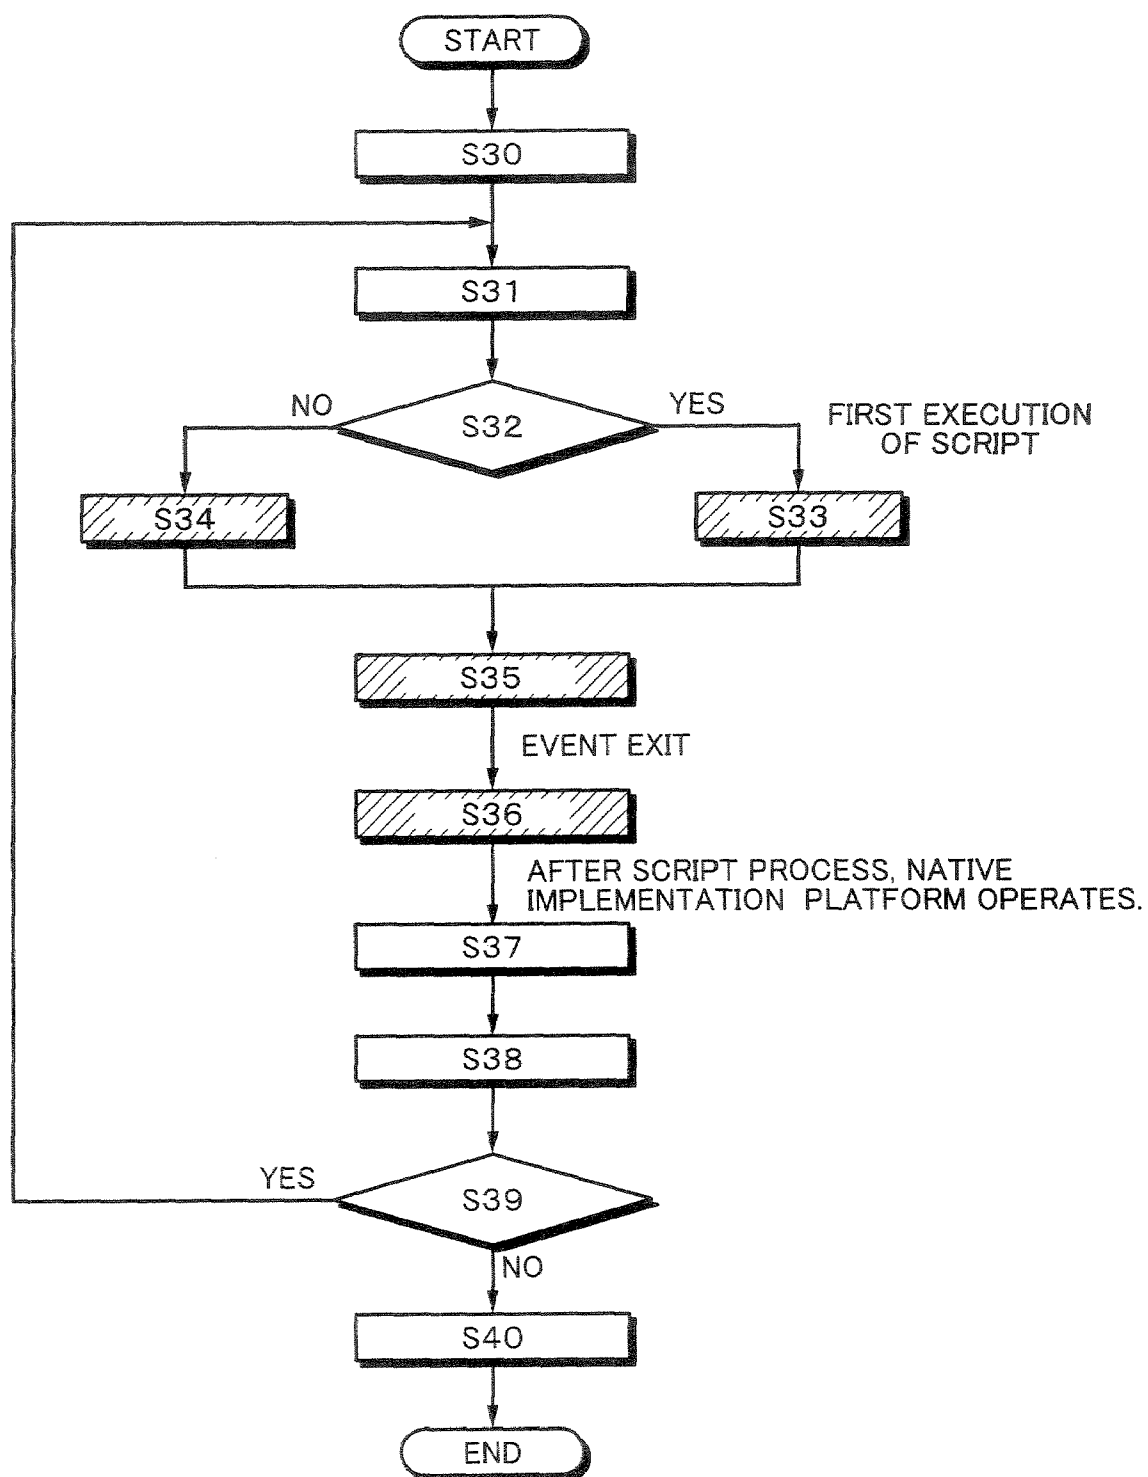 START
S30
S31
NO
YES
S32
FIRST EXECUTION
OF SCRIPT
S34
S33
S35
EVENT EXIT
S36
AFTER SCRIPT PROCESS, NATIVE
IMPLEMENTATION PLATFORM OPERATES.
S37
S38
YES
S39
NO
S40
END